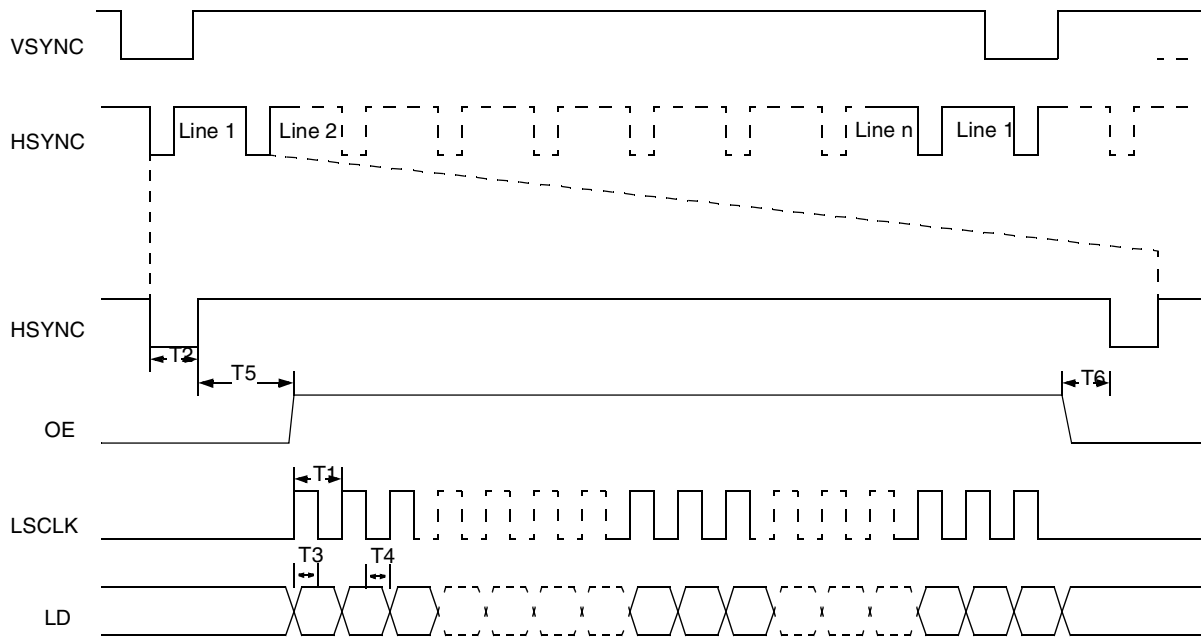 VSYNC
HSYNC
Line 1
Line 2
Line n
Line 1
HSYNC
T2
T5
T6
OE
T1
LSCLK
T3
T4
LD